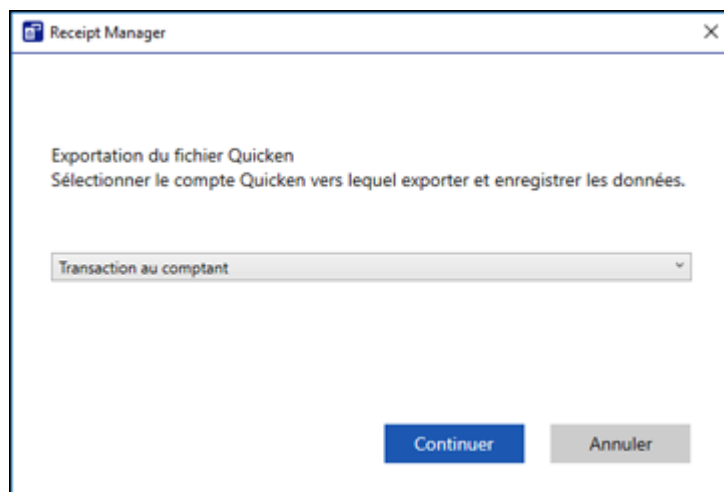 Receipt Manager
Exportation du fichier Quicken
Sélectionner le compte Quicken vers lequel exporter et enregistrer les données.
Transaction au comptant
Continuer
Annuler